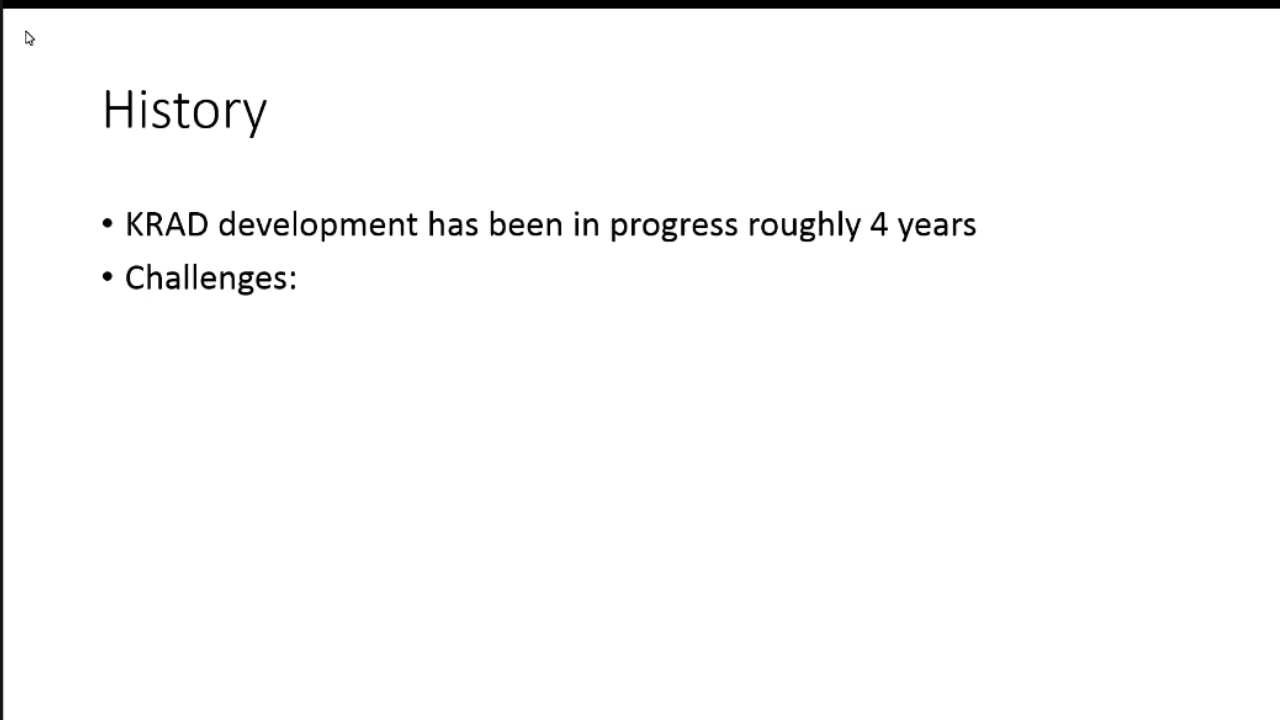 History
• KRAD development has been in progress roughly 4 years
• Challenges: